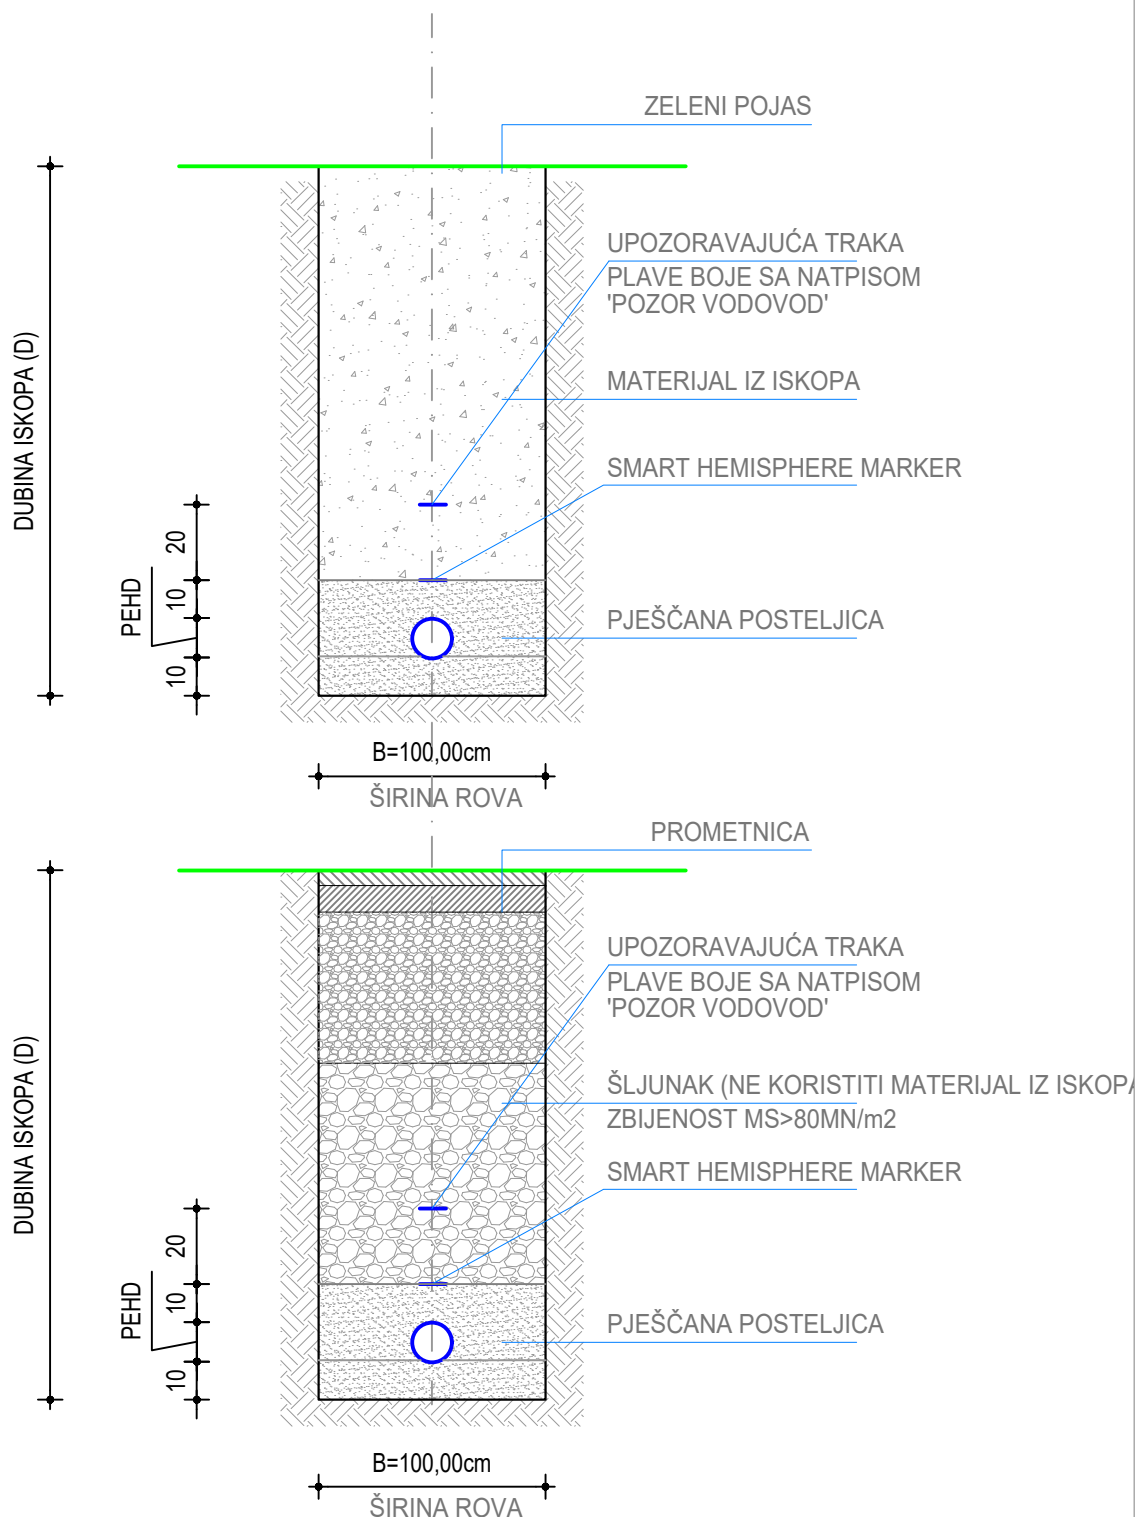 ZELENI POJAS
UPOZORAVAJUĆA TRAKA
PLAVE BOJE SA NATPISOM
'POZOR VODOVOD'
MATERIJAL IZ ISKOPA
SMART HEMISPHERE MARKER
PJEŠČANA POSTELJICA
DUBINA ISKOPA (D)
20
10
PEHD
10
B=100,00cm
ŠIRINA ROVA
PROMETNICA
UPOZORAVAJUĆA TRAKA
PLAVE BOJE SA NATPISOM
'POZOR VODOVOD'
ŠLJUNAK (NE KORISTITI MATERIJAL IZ ISKOPA
ZBIJENOST MS>80MN/m2
SMART HEMISPHERE MARKER
PJEŠČANA POSTELJICA
DUBINA ISKOPA (D)
20
10
PEHD
10
B=100,00cm
ŠIRINA ROVA